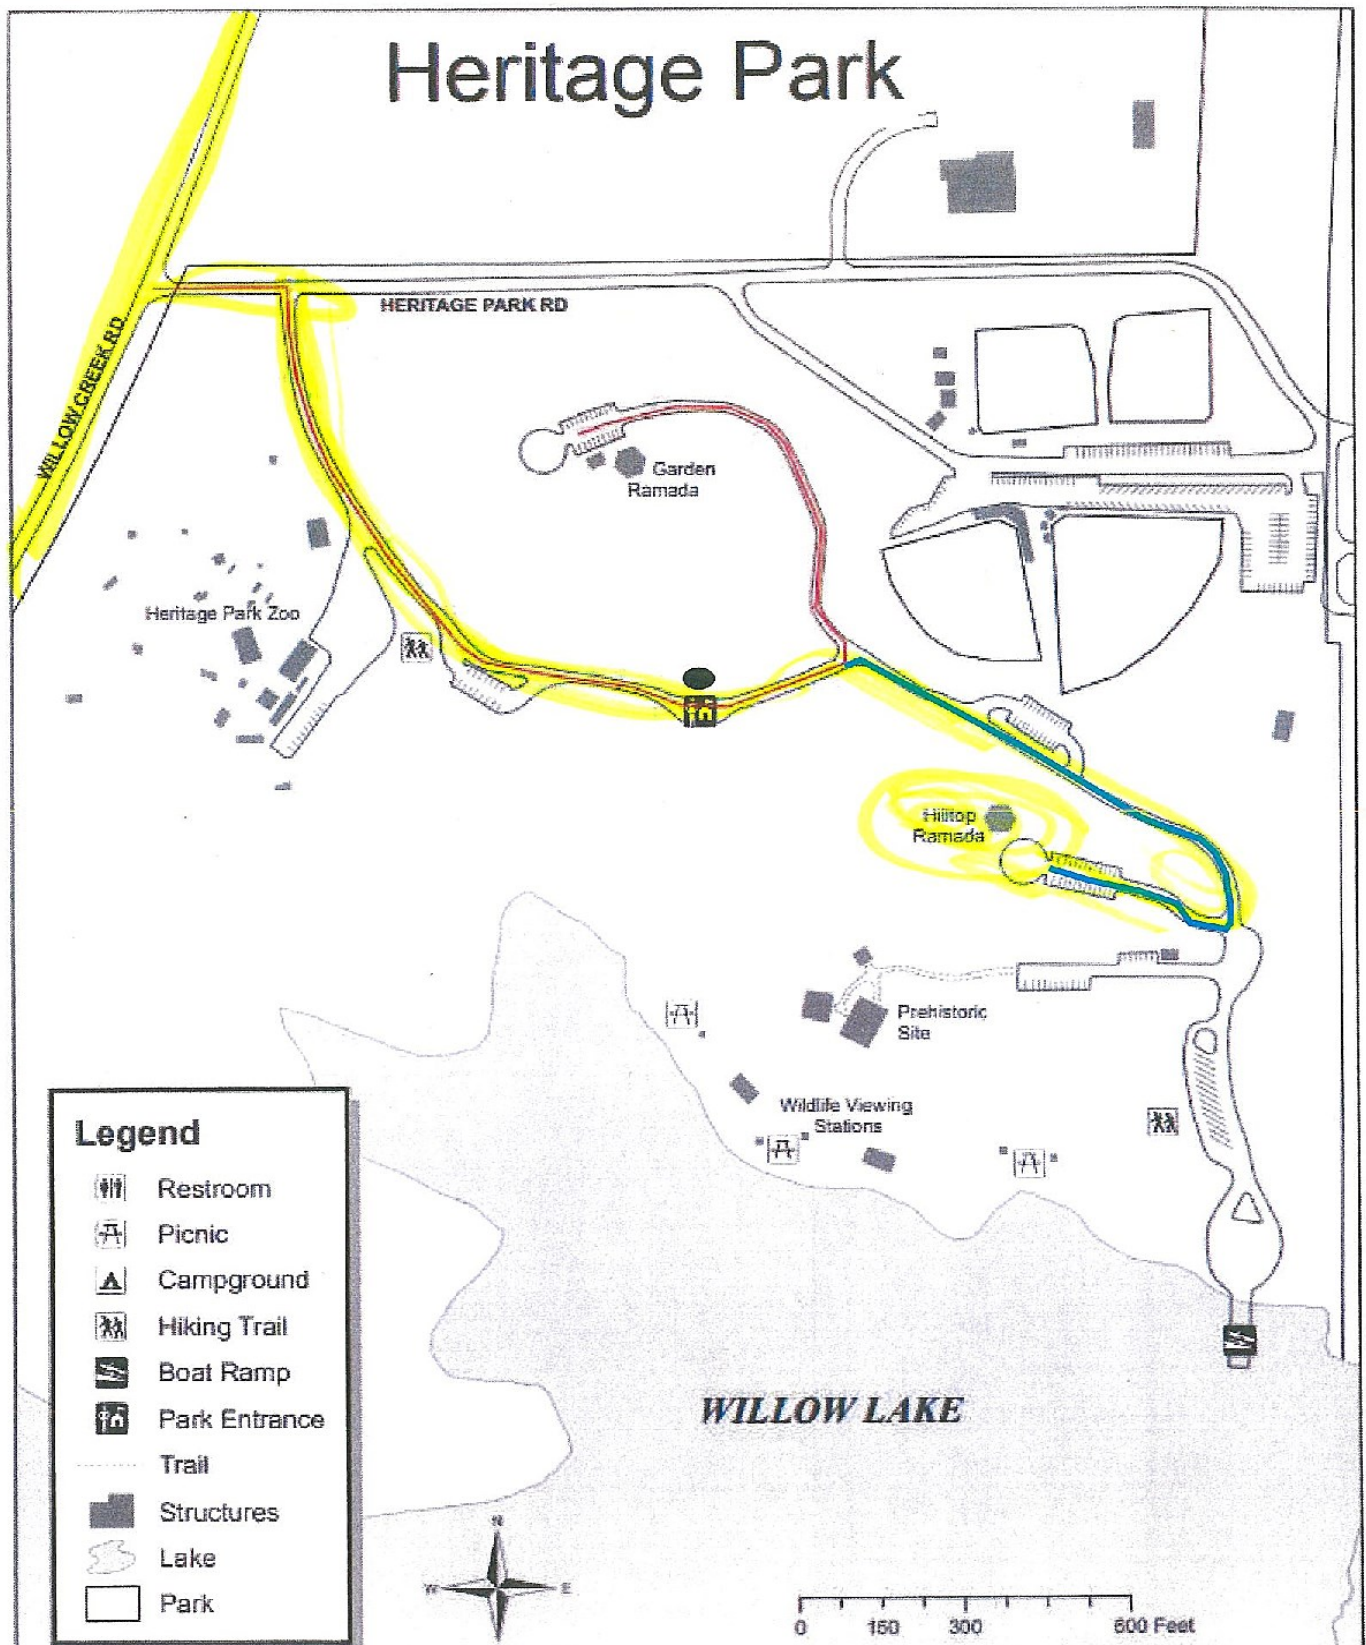 Heritage Park
WILLOW CREEK RD
HERITAGE PARK RD
Garden
Ramada
Heritage Park Zoo
Hilltop
Ramada
Prehistoric
Site
Wildlife Viewing
Stations
Legend
Restroom
Picnic
Campground
Hiking Trail
Boat Ramp
Park Entrance
Trail
Structures
Lake
Park
WILLOW LAKE
N
W E
0 150 300 600 Feet